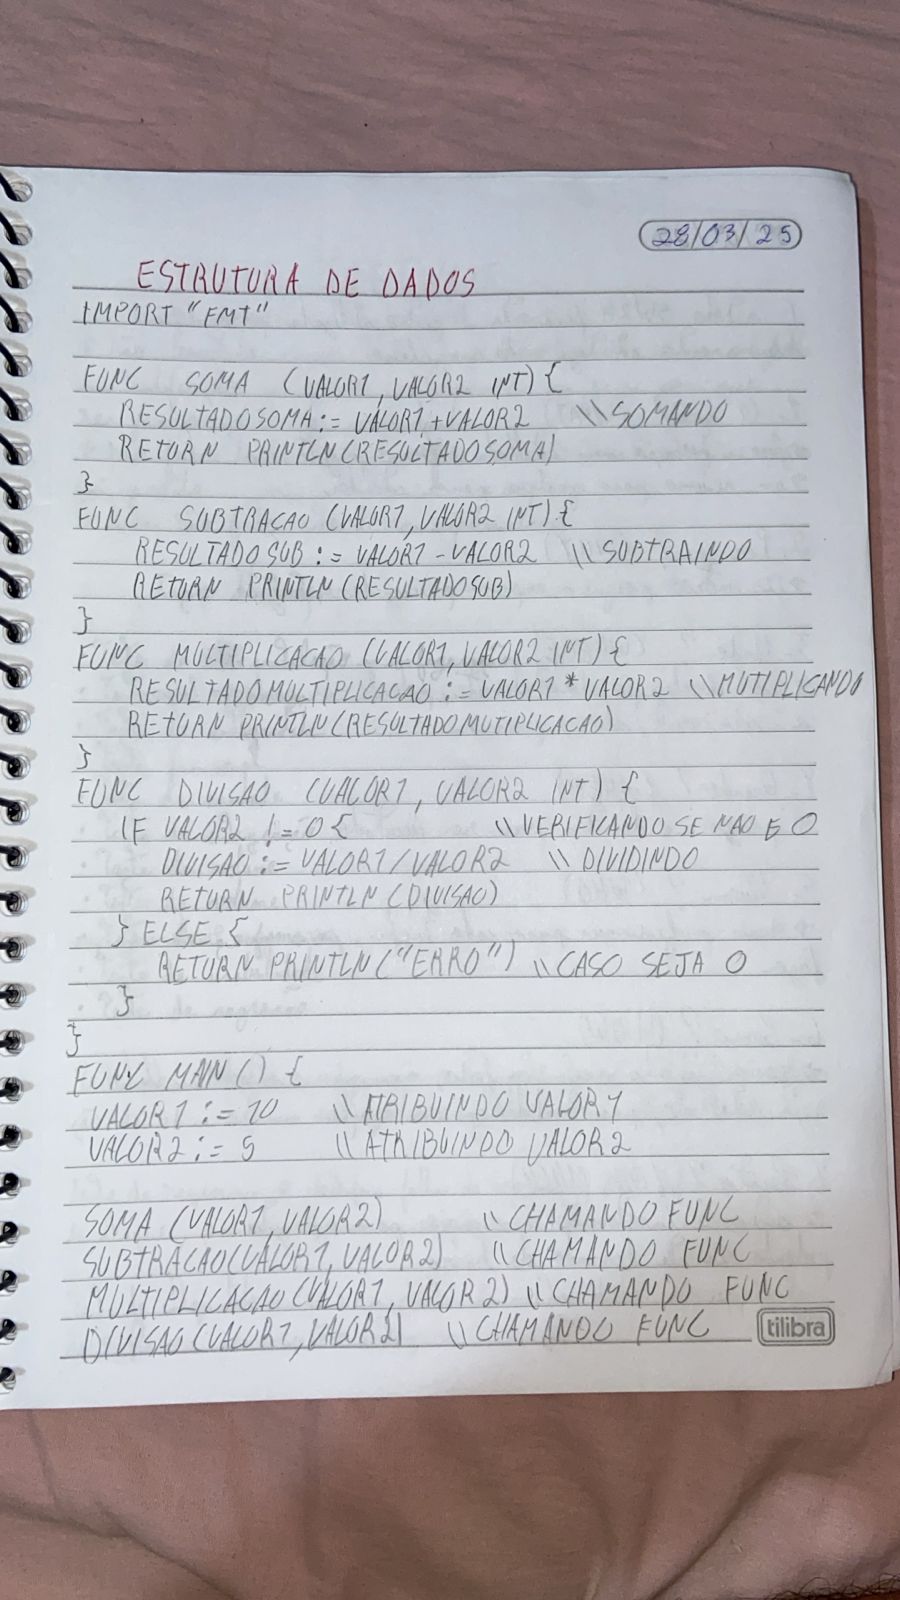 28/03/25
ESTRUTURA DE DADOS
IMPORT "FMT"
FUNC SOMA (VALOR1, VALOR2 INT) {
RESULTADOSOMA := VALOR1+VALOR2 \\SOMANDO
RETURN PRINTLN(RESULTADOSOMA)
}
FUNC SUBTRACAO (VALOR1, VALOR2 INT) {
RESULTADOSUB := VALOR1-VALOR2 \\SUBTRAINDO
RETURN PRINTLN(RESULTADOSUB)
}
FUNC MULTIPLICACAO (VALOR1, VALOR2 INT) {
RESULTADOMULTIPLICACAO := VALOR1 * VALOR2 \\MUTIPLICANDO
RETURN PRINTLN(RESULTADOMUTIPLICACAO)
}
FUNC DIVISAO (VALOR1, VALOR2 INT) {
IF VALOR2 != 0 { \\VERIFICANDO SE NAO E 0
DIVISAO := VALOR1/VALOR2 \\DIVIDINDO
RETURN PRINTLN(DIVISAO)
} ELSE {
RETURN PRINTLN("ERRO") \\CASO SEJA 0
}
}
FUNC MAIN() {
VALOR1 := 10 \\ATRIBUINDO VALOR1
VALOR2 := 5 \\ATRIBUINDO VALOR2
SOMA (VALOR1, VALOR2) \\CHAMANDO FUNC
SUBTRACAO(VALOR1, VALOR2) \\CHAMANDO FUNC
MULTIPLICACAO(VALOR1, VALOR2) \\CHAMANDO FUNC
DIVISAO(VALOR1, VALOR2) \\CHAMANDO FUNC
tilibra